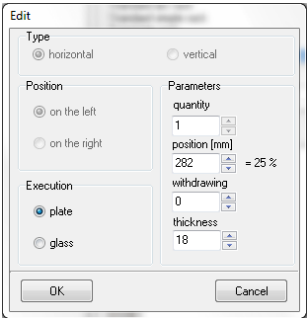 Edit
Type
horizontal
vertical
Position
on the left
on the right
Execution
plate
glass
Parameters
quantity
1
position [mm]
282 = 25 %
withdrawing
0
thickness
18
OK
Cancel